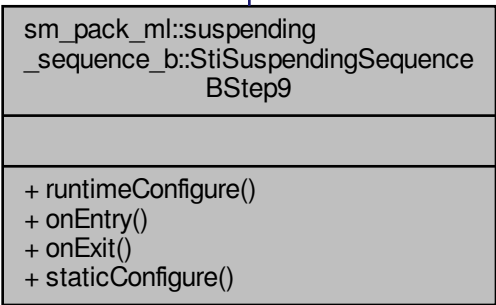 sm_pack_ml::suspending
_sequence_b::StiSuspendingSequence
BStep9
+ runtimeConfigure()
+ onEntry()
+ onExit()
+ staticConfigure()